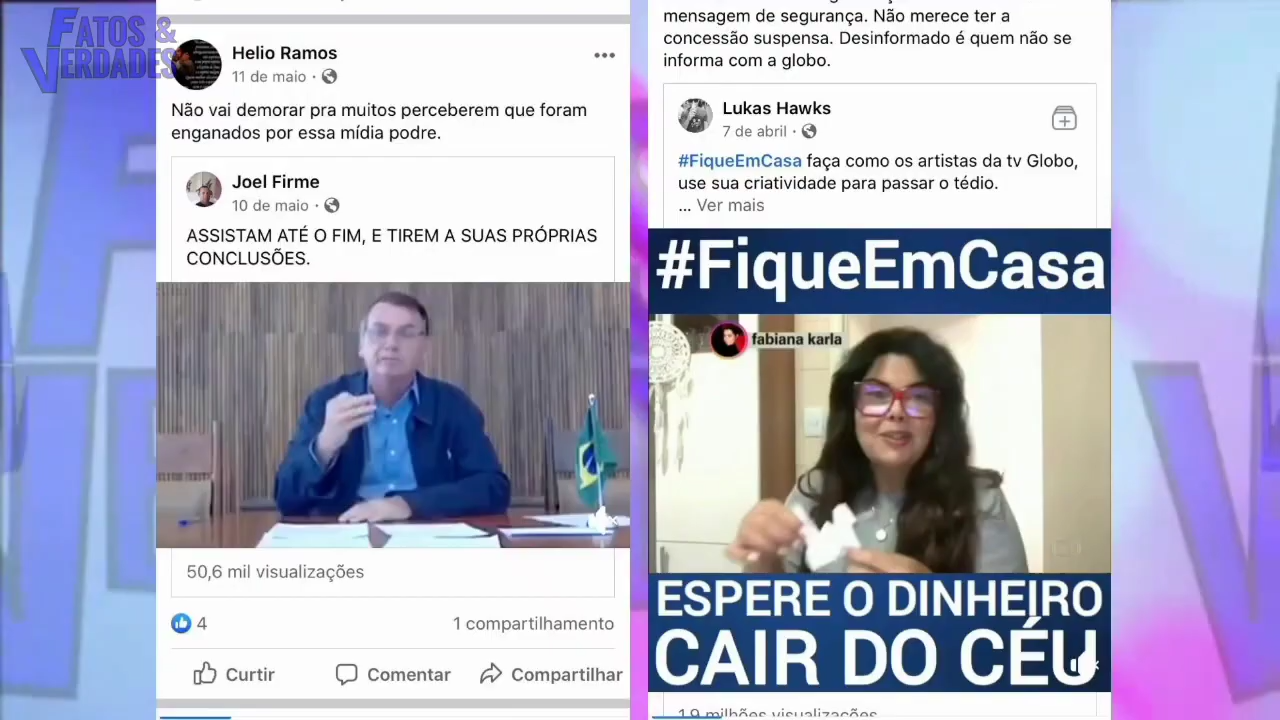 FATOS &
VERDADES
Helio Ramos
11 de maio ·
Não vai demorar pra muitos perceberem que foram
enganados por essa mídia podre.
Joel Firme
10 de maio ·
ASSISTAM ATÉ O FIM, E TIREM A SUAS PRÓPRIAS
CONCLUSÕES.
50,6 mil visualizações
4
1 compartilhamento
Curtir
Comentar
Compartilhar
mensagem de segurança. Não merece ter a
concessão suspensa. Desinformado é quem não se
informa com a globo.
Lukas Hawks
7 de abril ·
#FiqueEmCasa faça como os artistas da tv Globo,
use sua criatividade para passar o tédio.
... Ver mais
#FiqueEmCasa
fabiana karla
ESPERE O DINHEIRO
CAIR DO CÉU
1,9 milhões visualizações